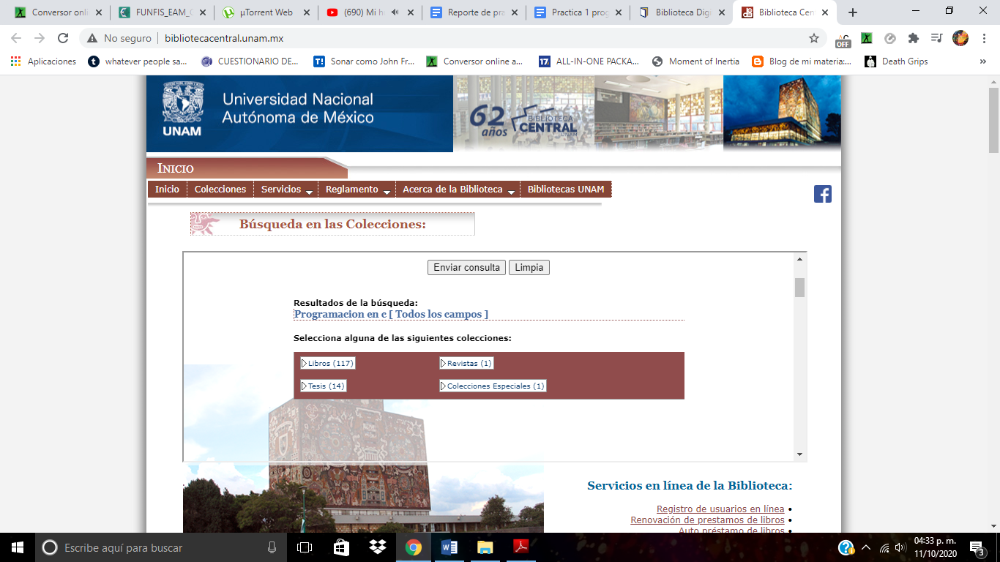 Conversor onli
FUNFIS_EAM_C
µTorrent Web
(690) Mi h
Reporte de pra
Practica 1 prog
Biblioteca Digi
Biblioteca Cen
No seguro
bibliotecacentral.unam.mx
OFF
Aplicaciones
whatever people sa...
CUESTIONARIO DE...
Sonar como John Fr...
Conversor online a...
ALL-IN-ONE PACKA...
Moment of Inertia
Blog de mi materia:...
Death Grips
»
UNAM
Universidad Nacional
Autónoma de México
62 años
BIBLIOTECA
CENTRAL
UNAM
INICIO
Inicio
Colecciones
Servicios
Reglamento
Acerca de la Biblioteca
Bibliotecas UNAM
Búsqueda en las Colecciones:
Enviar consulta
Limpia
Resultados de la búsqueda:
Programacion en c [ Todos los campos ]
Selecciona alguna de las siguientes colecciones:
Libros (117)
Revistas (1)
Tesis (14)
Colecciones Especiales (1)
Servicios en línea de la Biblioteca:
Registro de usuarios en línea
Renovación de prestamos de libros
Auto préstamo de libros
Escribe aquí para buscar
04:33 p. m.
11/10/2020
3